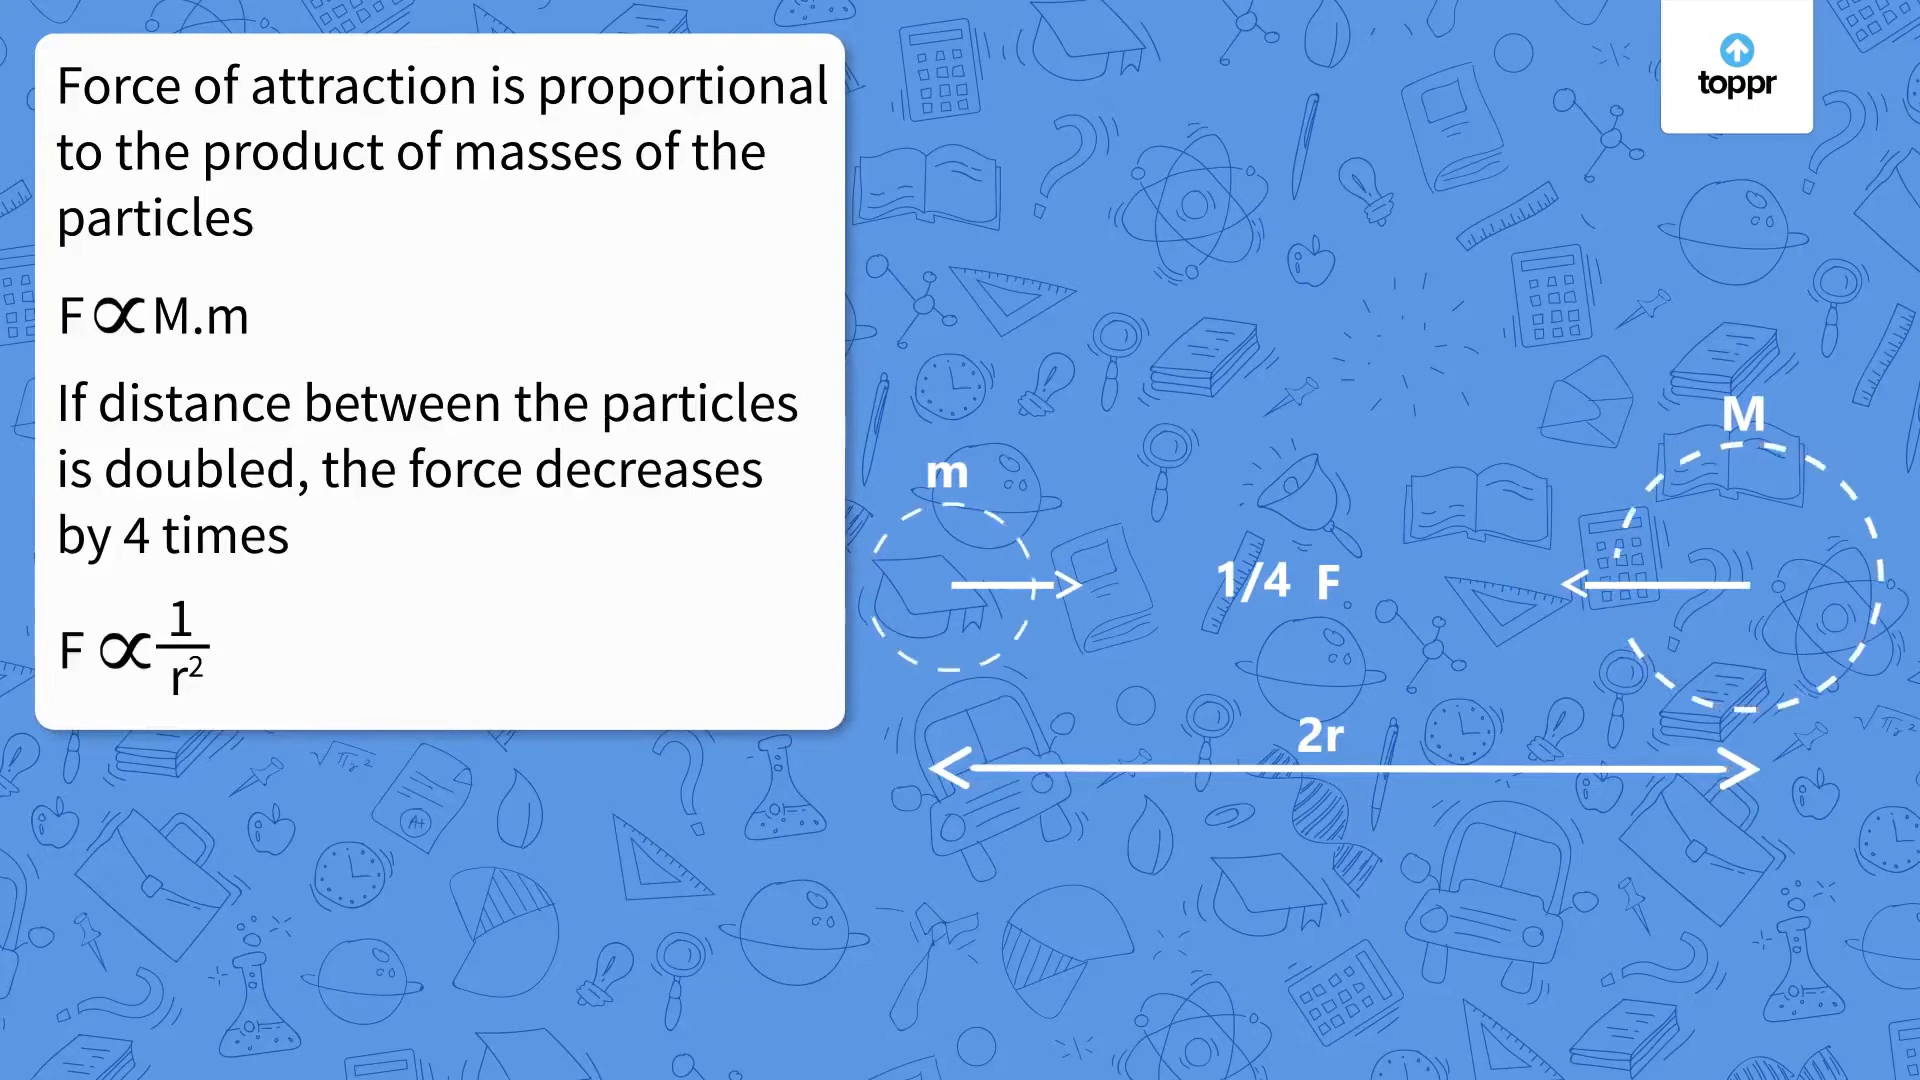 Force of attraction is proportional
to the product of masses of the
particles
F ∝ M.m
If distance between the particles
is doubled, the force decreases
by 4 times
F ∝ 1/r²
toppr
M
m
1/4 F
2r
A+